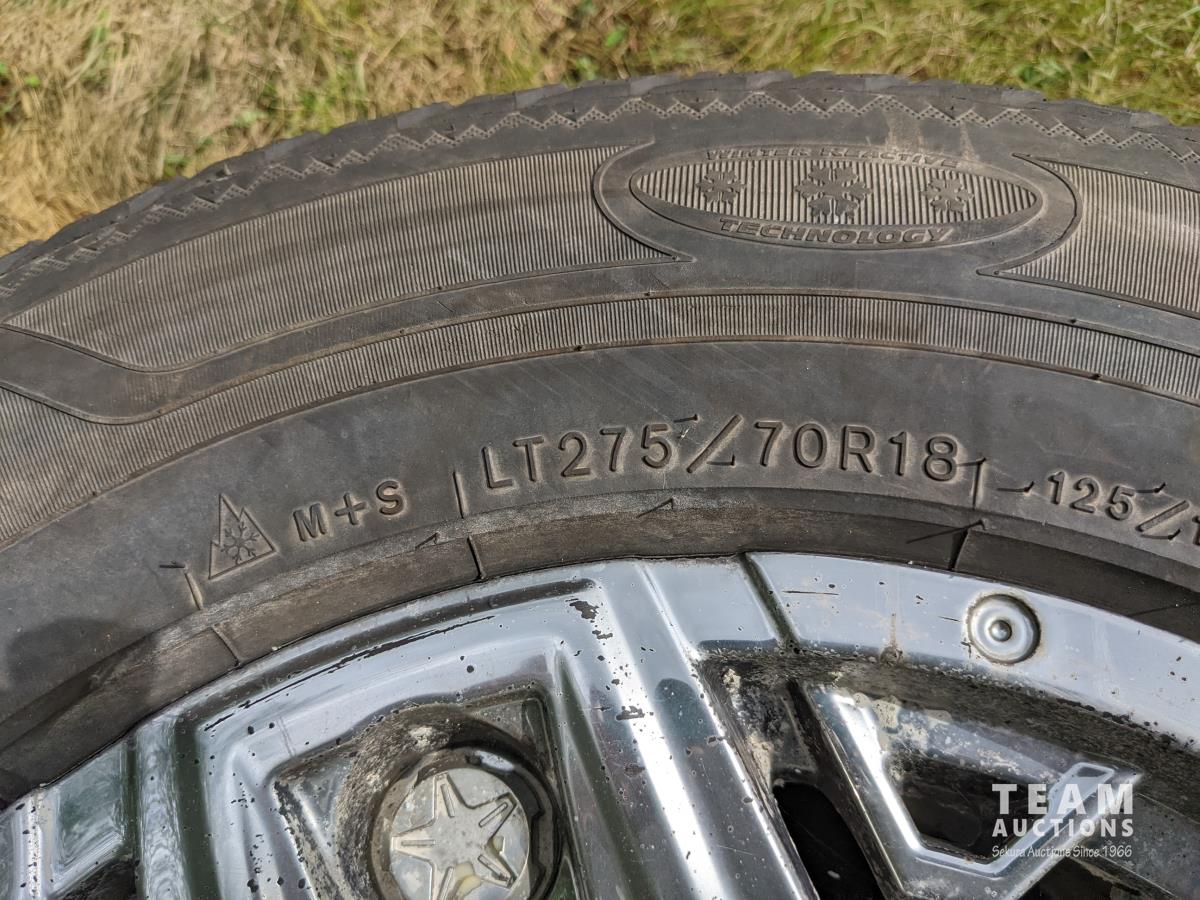 WINTER REACTIVE
TECHNOLOGY
M+S
LT275/70R18
125/
TEAM
AUCTIONS
Sekura Auctions Since 1966